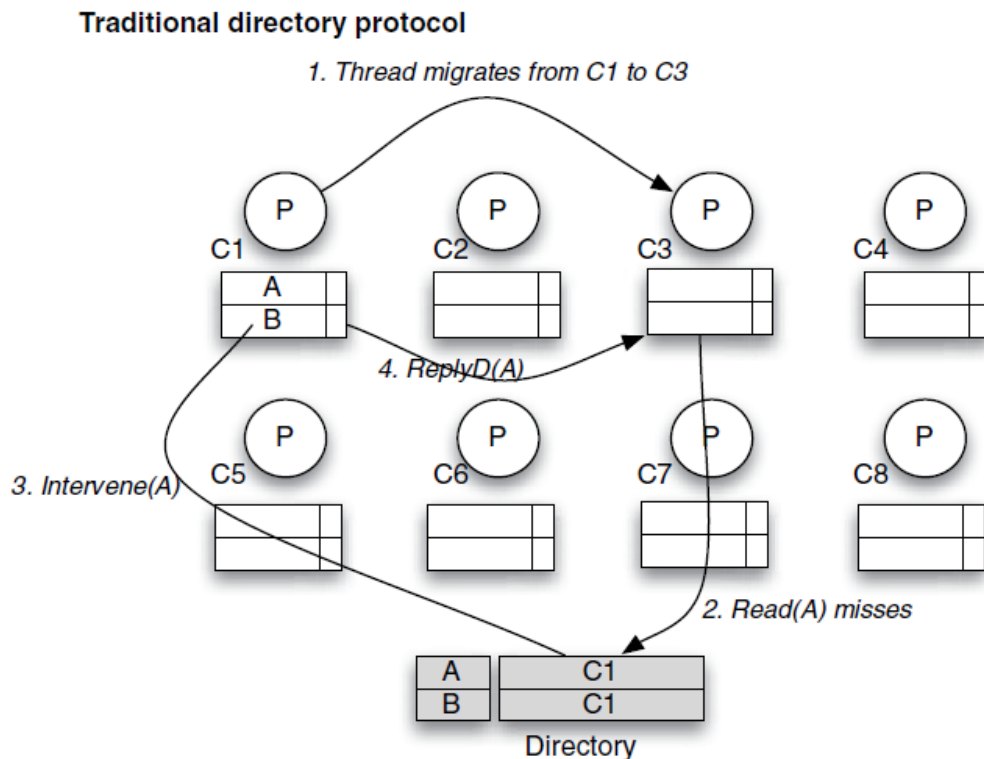 Traditional directory protocol
1. Thread migrates from C1 to C3
P P P P
C1 C2 C3 C4
A
B
4. ReplyD(A)
P P P P
C5 C6 C7 C8
3. Intervene(A)
2. Read(A) misses
A C1
B C1
Directory